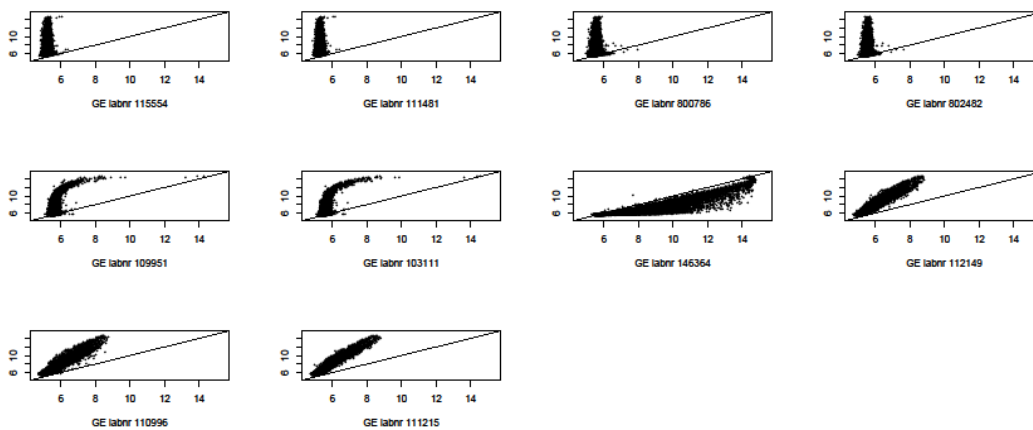 10
6
6 8 10 12 14
GE labnr 115554
10
6
6 8 10 12 14
GE labnr 111481
10
6
6 8 10 12 14
GE labnr 800786
10
6
6 8 10 12 14
GE labnr 802482
10
6
6 8 10 12 14
GE labnr 109951
10
6
6 8 10 12 14
GE labnr 103111
10
6
6 8 10 12 14
GE labnr 146364
10
6
6 8 10 12 14
GE labnr 112149
10
6
6 8 10 12 14
GE labnr 110996
10
6
6 8 10 12 14
GE labnr 111215